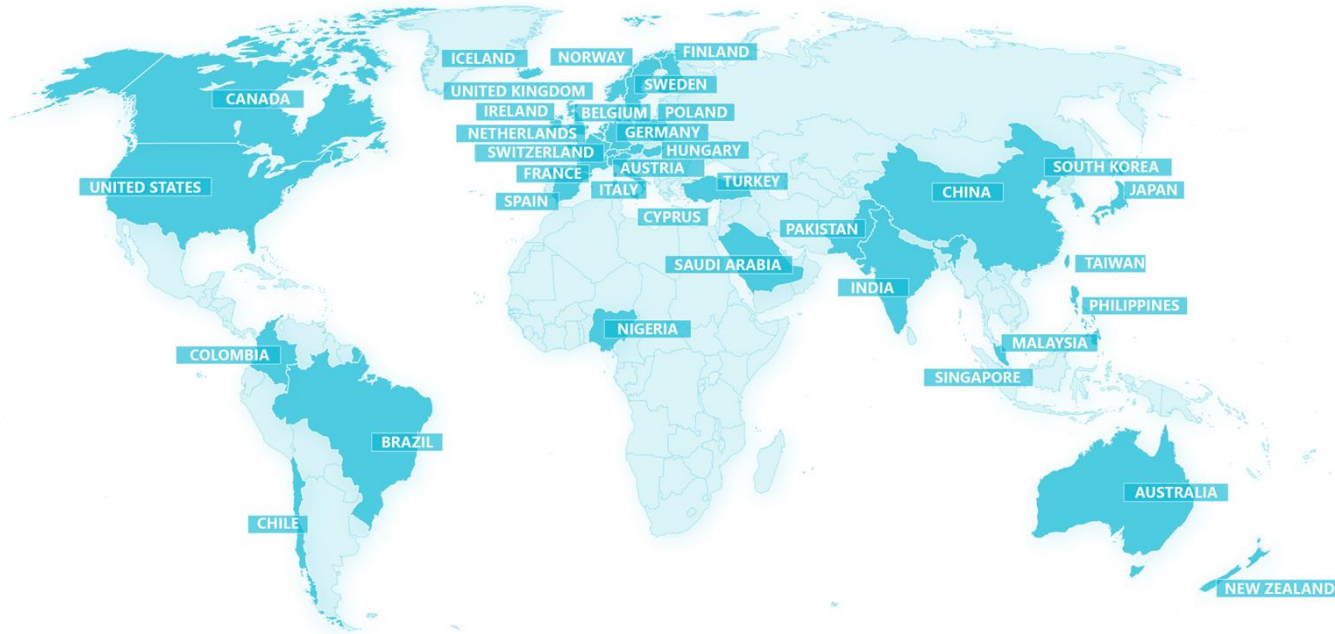 ICELAND
NORWAY
FINLAND
CANADA
UNITED KINGDOM
SWEDEN
IRELAND
BELGIUM
POLAND
NETHERLANDS
GERMANY
SWITZERLAND
HUNGARY
FRANCE
AUSTRIA
SOUTH KOREA
UNITED STATES
SPAIN
ITALY
TURKEY
CHINA
JAPAN
CYPRUS
PAKISTAN
SAUDI ARABIA
TAIWAN
INDIA
PHILIPPINES
NIGERIA
MALAYSIA
COLOMBIA
SINGAPORE
BRAZIL
AUSTRALIA
CHILE
NEW ZEALAND